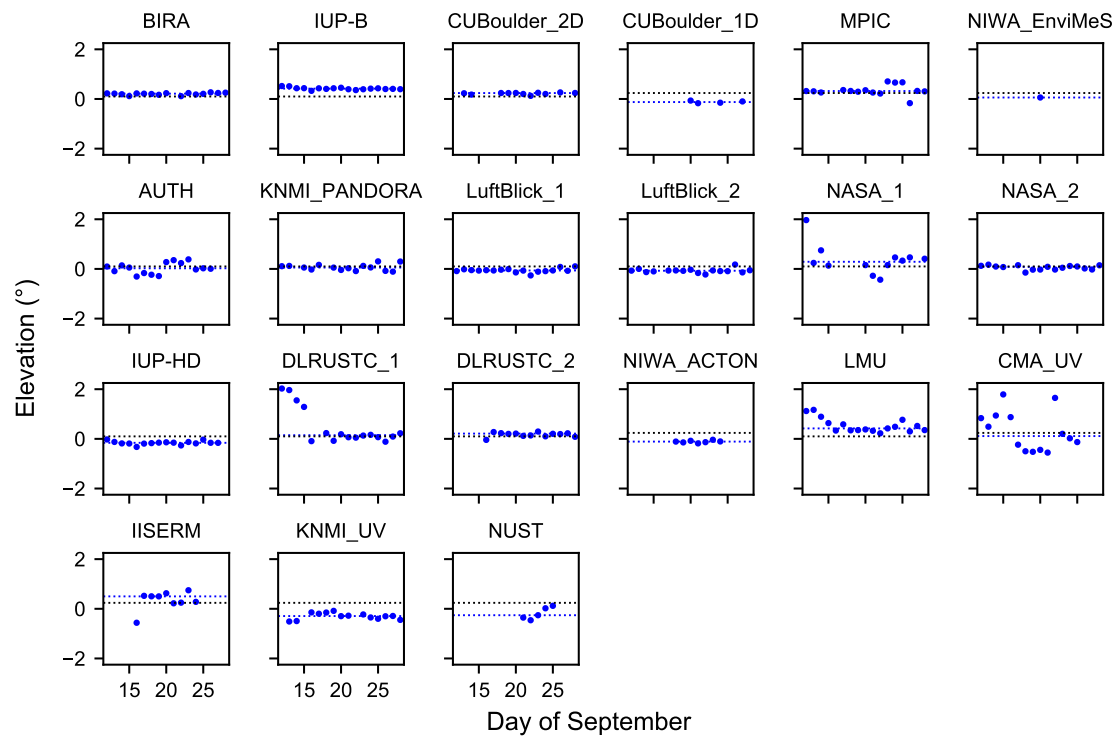 BIRA IUP-B CUBoulder_2D CUBoulder_1D MPIC NIWA_EnviMeS
2
0
−2
AUTH KNMI_PANDORA LuftBlick_1 LuftBlick_2 NASA_1 NASA_2
2
0
−2
IUP-HD DLRUSTC_1 DLRUSTC_2 NIWA_ACTON LMU CMA_UV
2
0
−2
IISERM KNMI_UV NUST
2
0
−2
15 20 25 15 20 25 15 20 25
Elevation (°)
Day of September